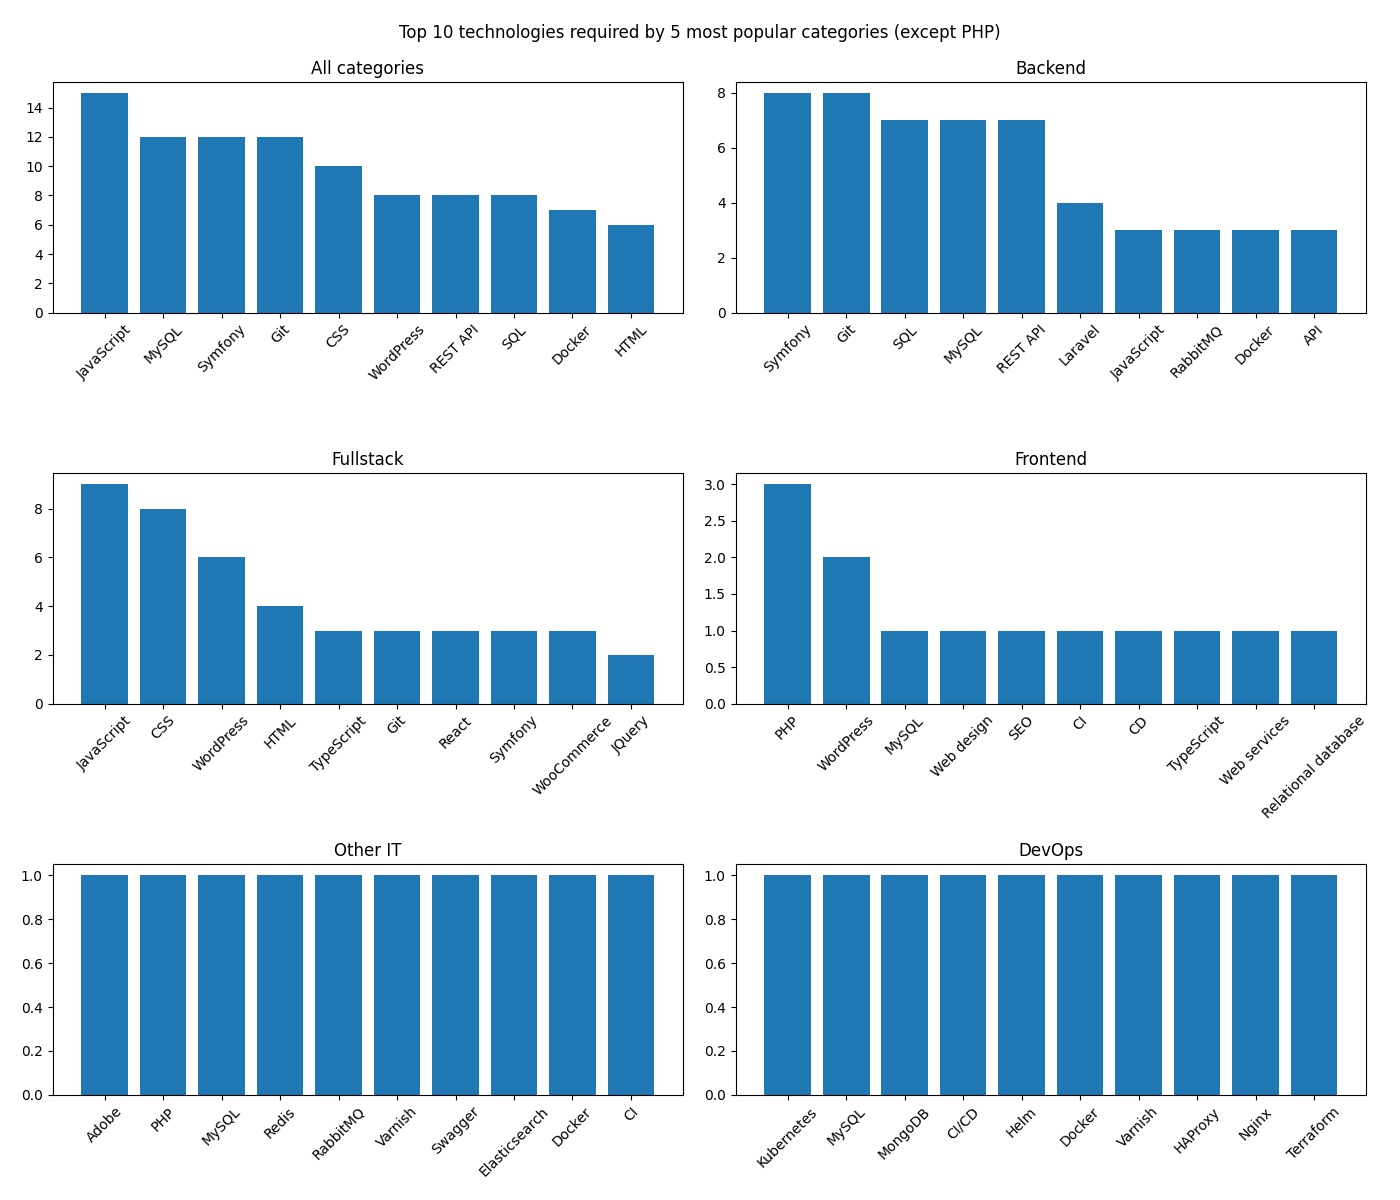 Top 10 technologies required by 5 most popular categories (except PHP)
All categories
14
12
10
8
6
4
2
0
JavaScript
MySQL
Symfony
Git
CSS
WordPress
REST API
SQL
Docker
HTML
Backend
8
6
4
2
0
Symfony
Git
SQL
MySQL
REST API
Laravel
JavaScript
RabbitMQ
Docker
API
Fullstack
8
6
4
2
0
JavaScript
CSS
WordPress
HTML
TypeScript
Git
React
Symfony
WooCommerce
JQuery
Frontend
3.0
2.5
2.0
1.5
1.0
0.5
0.0
PHP
WordPress
MySQL
Web design
SEO
CI
CD
TypeScript
Web services
Relational database
Other IT
1.0
0.8
0.6
0.4
0.2
0.0
Adobe
PHP
MySQL
Redis
RabbitMQ
Varnish
Swagger
Elasticsearch
Docker
CI
DevOps
1.0
0.8
0.6
0.4
0.2
0.0
Kubernetes
MySQL
MongoDB
CI/CD
Helm
Docker
Varnish
HAProxy
Nginx
Terraform